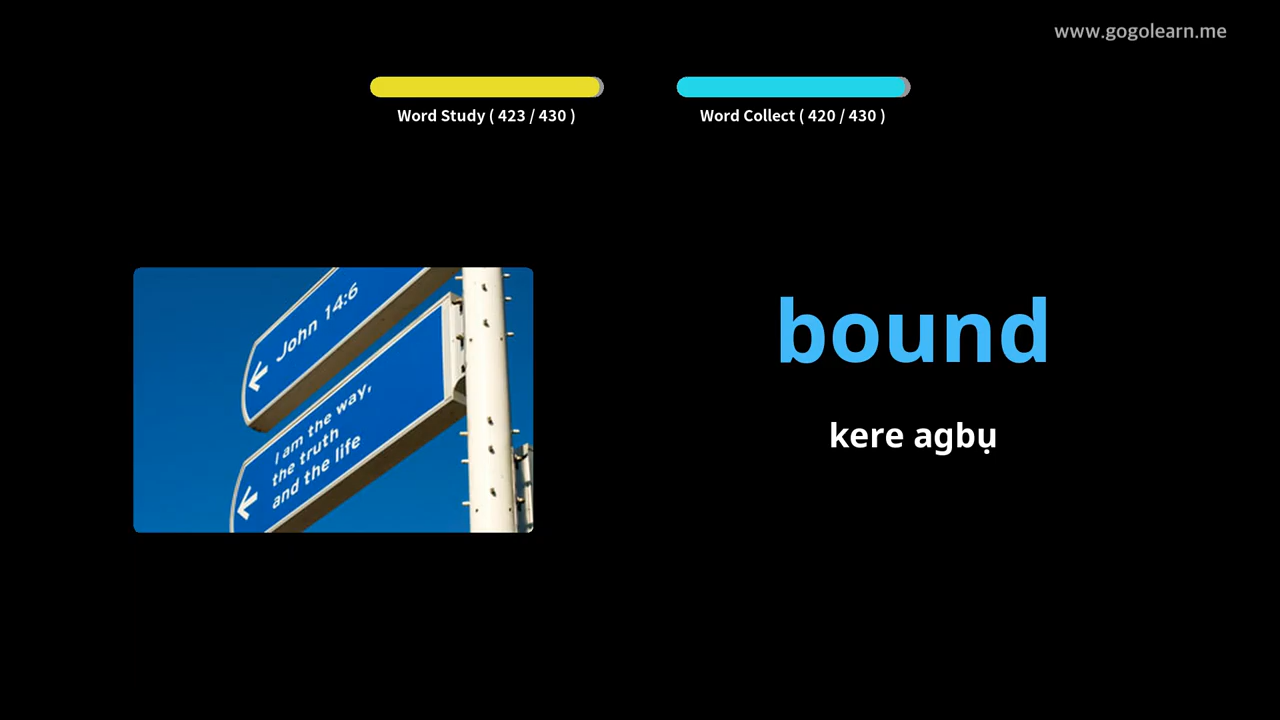 www.gogolearn.me
Word Study ( 423 / 430 )
Word Collect ( 420 / 430 )
John 14:6
I am the way,
the truth
and the life
bound
kere agbụ